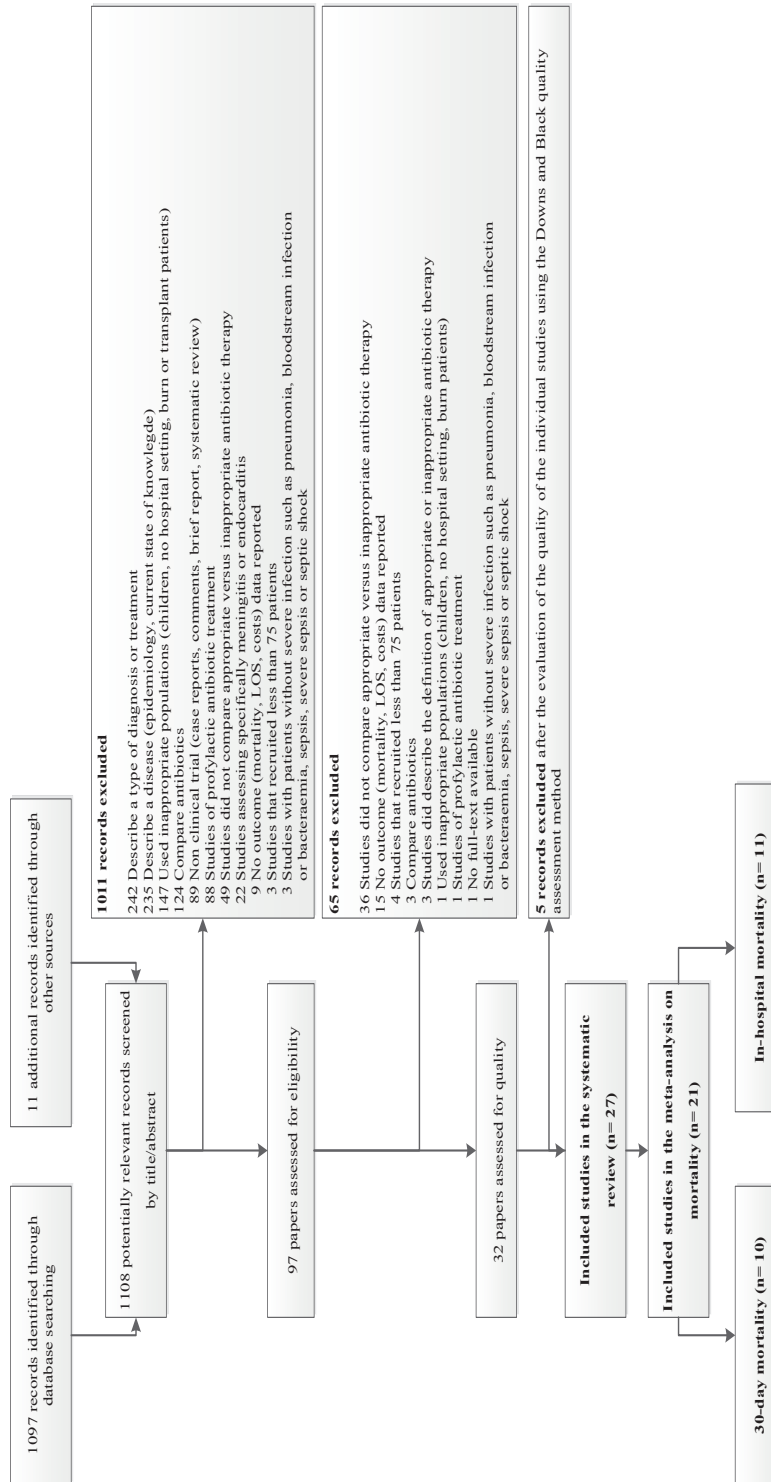 1097 records identified through
database searching
11 additional records identified through
other sources
1108 potentially relevant records screened
by title/abstract
1011 records excluded
242 Describe a type of diagnosis or treatment
235 Describe a disease (epidemiology, current state of knowlegde)
147 Used inappropriate populations (children, no hospital setting, burn or transplant patients)
124 Compare antibiotics
89 Non clinical trial (case reports, comments, brief report, systematic review)
88 Studies of profylactic antibiotic treatment
49 Studies did not compare appropriate versus inappropriate antibiotic therapy
22 Studies assessing specifically meningitis or endocarditis
9 No outcome (mortality, LOS, costs) data reported
3 Studies that recruited less than 75 patients
3 Studies with patients without severe infection such as pneumonia, bloodstream infection
or bacteraemia, sepsis, severe sepsis or septic shock
97 papers assessed for eligibility
65 records excluded
36 Studies did not compare appropriate versus inappropriate antibiotic therapy
15 No outcome (mortality, LOS, costs) data reported
4 Studies that recruited less than 75 patients
3 Compare antibiotics
3 Studies did describe the definition of appropriate or inappropriate antibiotic therapy
1 Used inappropriate populations (children, no hospital setting, burn patients)
1 Studies of profylactic antibiotic treatment
1 No full-text available
1 Studies with patients without severe infection such as pneumonia, bloodstream infection
or bacteraemia, sepsis, severe sepsis or septic shock
32 papers assessed for quality
5 records excluded after the evaluation of the quality of the individual studies using the Downs and Black quality
assessment method
Included studies in the systematic
review (n= 27)
Included studies in the meta-analysis on
mortality (n= 21)
30-day mortality (n= 10)
In-hospital mortality (n= 11)